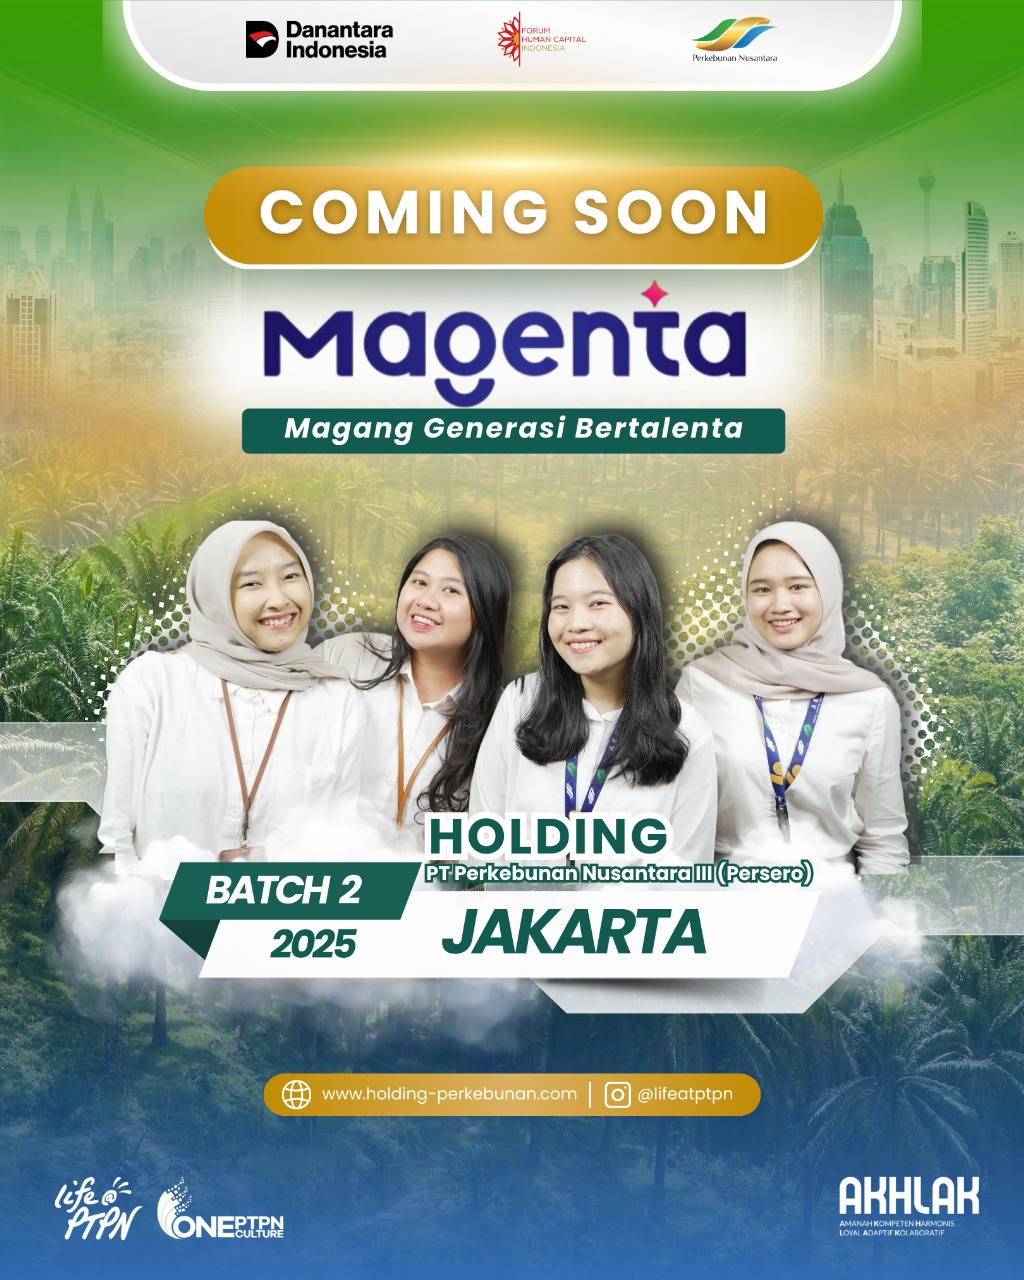 Danantara
Indonesia
FORUM
HUMAN CAPITAL
INDONESIA
Perkebunan Nusantara
COMING SOON
Magenta
Magang Generasi Bertalenta
HOLDING
PT Perkebunan Nusantara III (Persero)
BATCH 2
2025
JAKARTA
www.holding-perkebunan.com | @lifeatptpn
life@
PTPN
ONE PTPN
CULTURE
AKHLAK
AMANAH KOMPETEN HARMONIS
LOYAL ADAPTIF KOLABORATIF